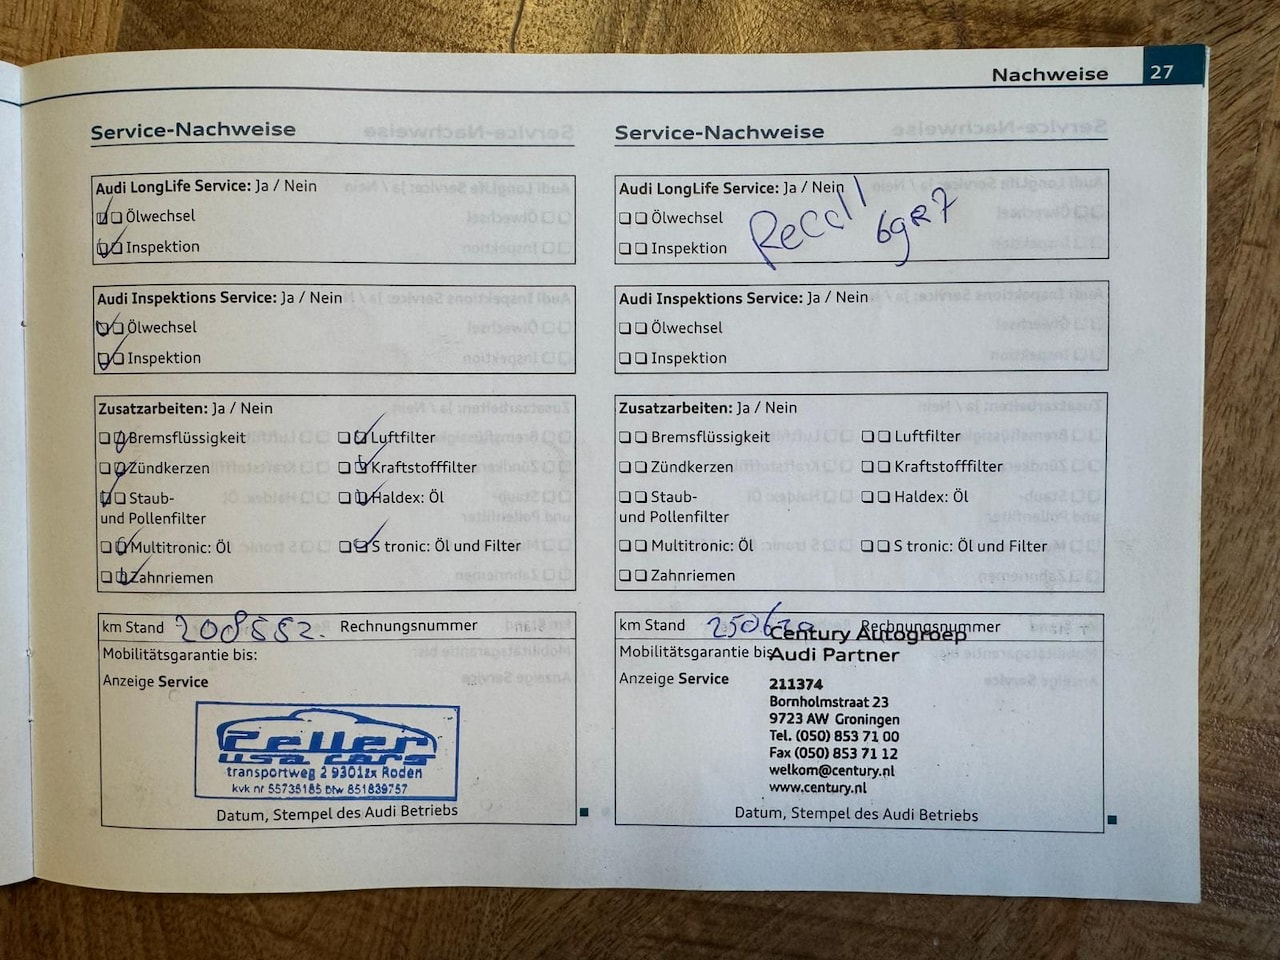 Nachweise 27
Service-Nachweise
Audi LongLife Service: Ja / Nein
Ölwechsel
Inspektion
Audi Inspektions Service: Ja / Nein
Ölwechsel
Inspektion
Zusatzarbeiten: Ja / Nein
Bremsflüssigkeit Luftfilter
Zündkerzen Kraftstofffilter
Staub- Haldex: Öl
und Pollenfilter
Multitronic: Öl S tronic: Öl und Filter
Zahnriemen
km Stand 208552. Rechnungsnummer
Mobilitätsgarantie bis:
Anzeige Service
Peller
usa cars
transportweg 2 9301zx Roden
kvk nr 55735185 btw 851839757
Datum, Stempel des Audi Betriebs
Service-Nachweise
Audi LongLife Service: Ja / Nein
Ölwechsel
Inspektion
Recall 69R7
Audi Inspektions Service: Ja / Nein
Ölwechsel
Inspektion
Zusatzarbeiten: Ja / Nein
Bremsflüssigkeit Luftfilter
Zündkerzen Kraftstofffilter
Staub- Haldex: Öl
und Pollenfilter
Multitronic: Öl S tronic: Öl und Filter
Zahnriemen
km Stand Rechnungsnummer
Century Autogroep
Mobilitätsgarantie bis
Audi Partner
Anzeige Service
211374
Bornholmstraat 23
9723 AW Groningen
Tel. (050) 853 71 00
Fax (050) 853 71 12
welkom@century.nl
www.century.nl
Datum, Stempel des Audi Betriebs